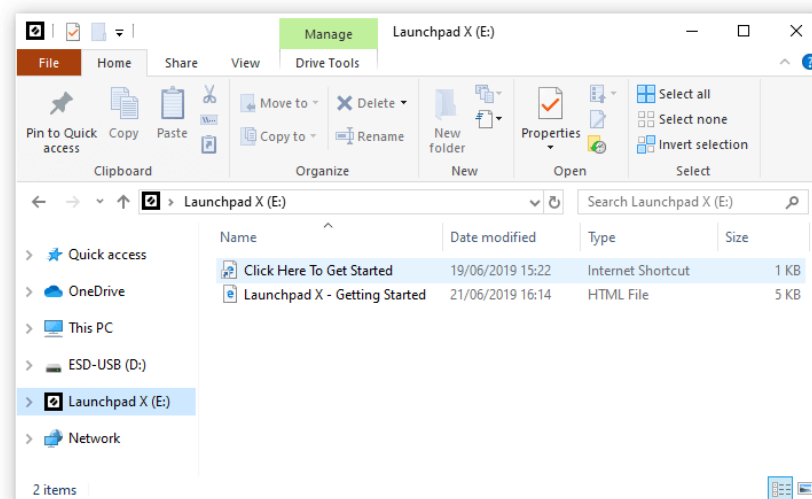 Manage
Launchpad X (E:)
File
Home
Share
View
Drive Tools
Pin to Quick access
Copy
Paste
Clipboard
Move to
Copy to
Delete
Rename
Organize
New folder
New
Properties
Open
Select all
Select none
Invert selection
Select
Launchpad X (E:)
Search Launchpad X (E:)
Name
Date modified
Type
Size
Quick access
OneDrive
This PC
ESD-USB (D:)
Launchpad X (E:)
Network
Click Here To Get Started 19/06/2019 15:22 Internet Shortcut 1 KB
Launchpad X - Getting Started 21/06/2019 16:14 HTML File 5 KB
2 items